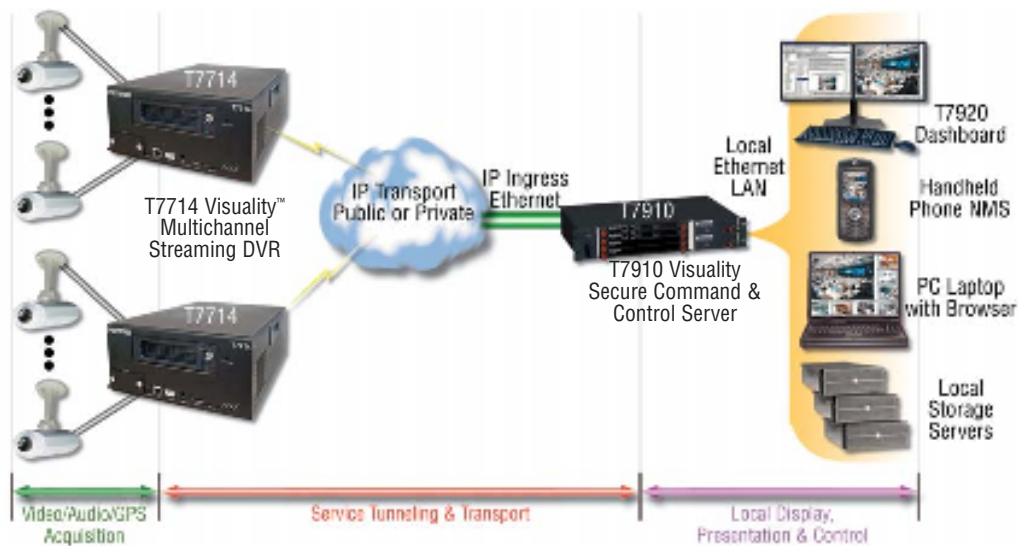 T7714
T7714 Visuality™
Multichannel
Streaming DVR
T7714
IP Transport
Public or Private
IP Ingress
Ethernet
T7910
T7910 Visuality
Secure Command &
Control Server
Local
Ethernet
LAN
T7920
Dashboard
Handheld
Phone NMS
PC Laptop
with Browser
Local
Storage
Servers
Video/Audio/GPS
Acquisition
Service Tunneling & Transport
Local Display,
Presentation & Control